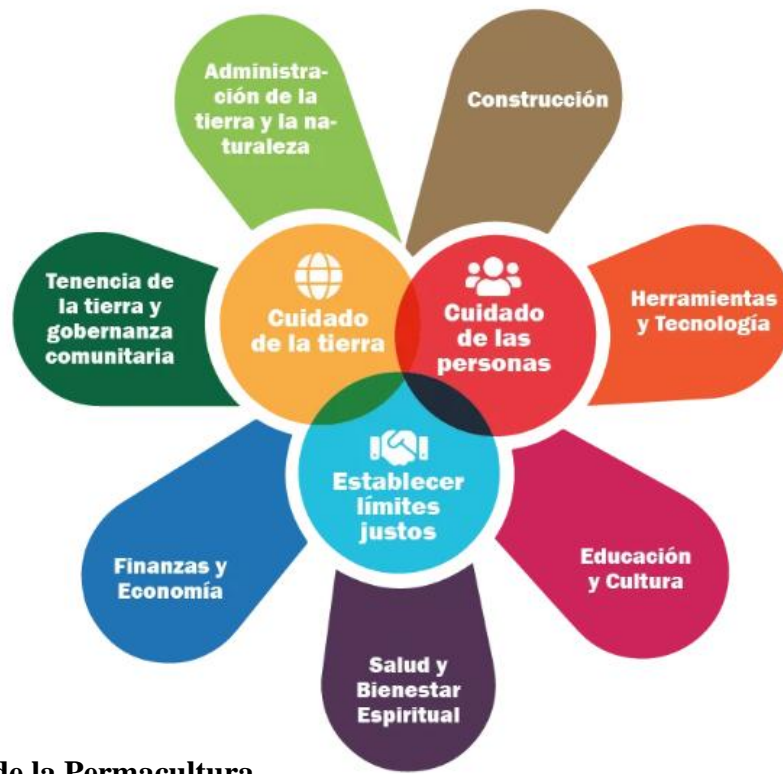 Administra-
ción de la
tierra y la na-
turaleza
Construcción
Tenencia de
la tierra y
gobernanza
comunitaria
Cuidado
de la tierra
Cuidado
de las
personas
Herramientas
y Tecnología
Establecer
límites
justos
Finanzas y
Economía
Educación
y Cultura
Salud y
Bienestar
Espiritual
de la Permacultura